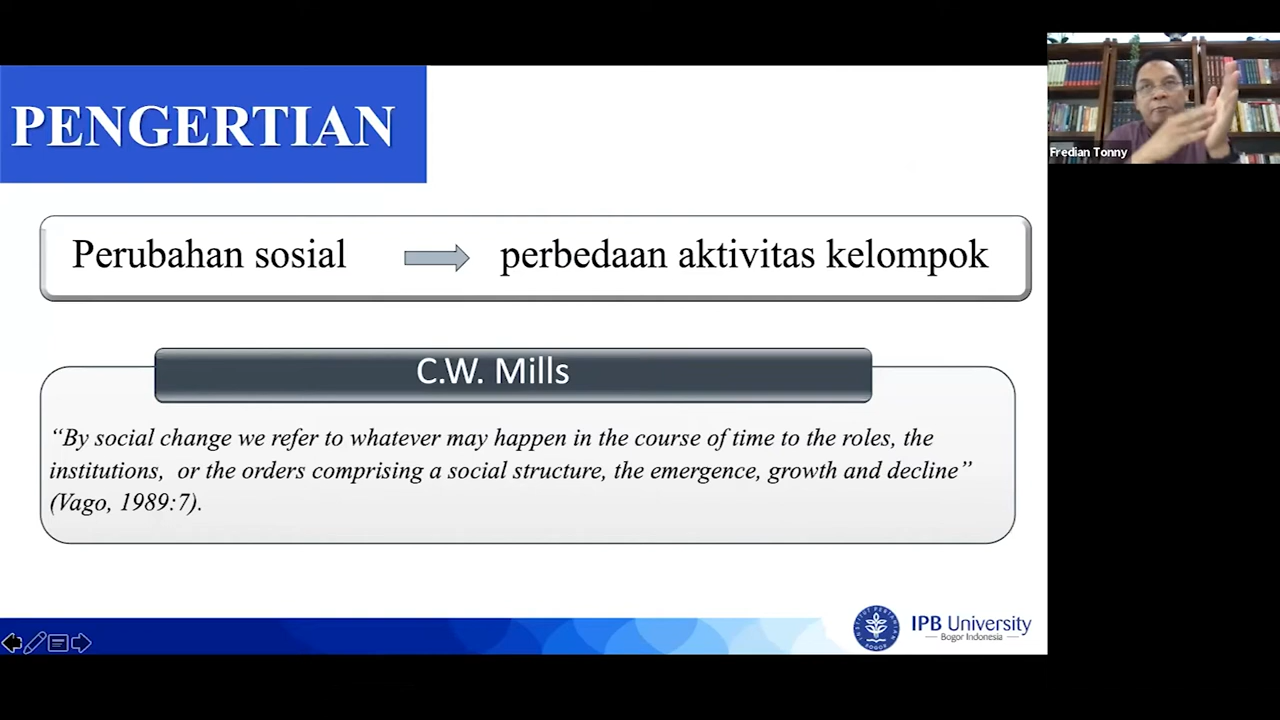 PENGERTIAN
Fredian Tonny
Perubahan sosial perbedaan aktivitas kelompok
C.W. Mills
“By social change we refer to whatever may happen in the course of time to the roles, the
institutions, or the orders comprising a social structure, the emergence, growth and decline”
(Vago, 1989:7).
IPB University
Bogor Indonesia